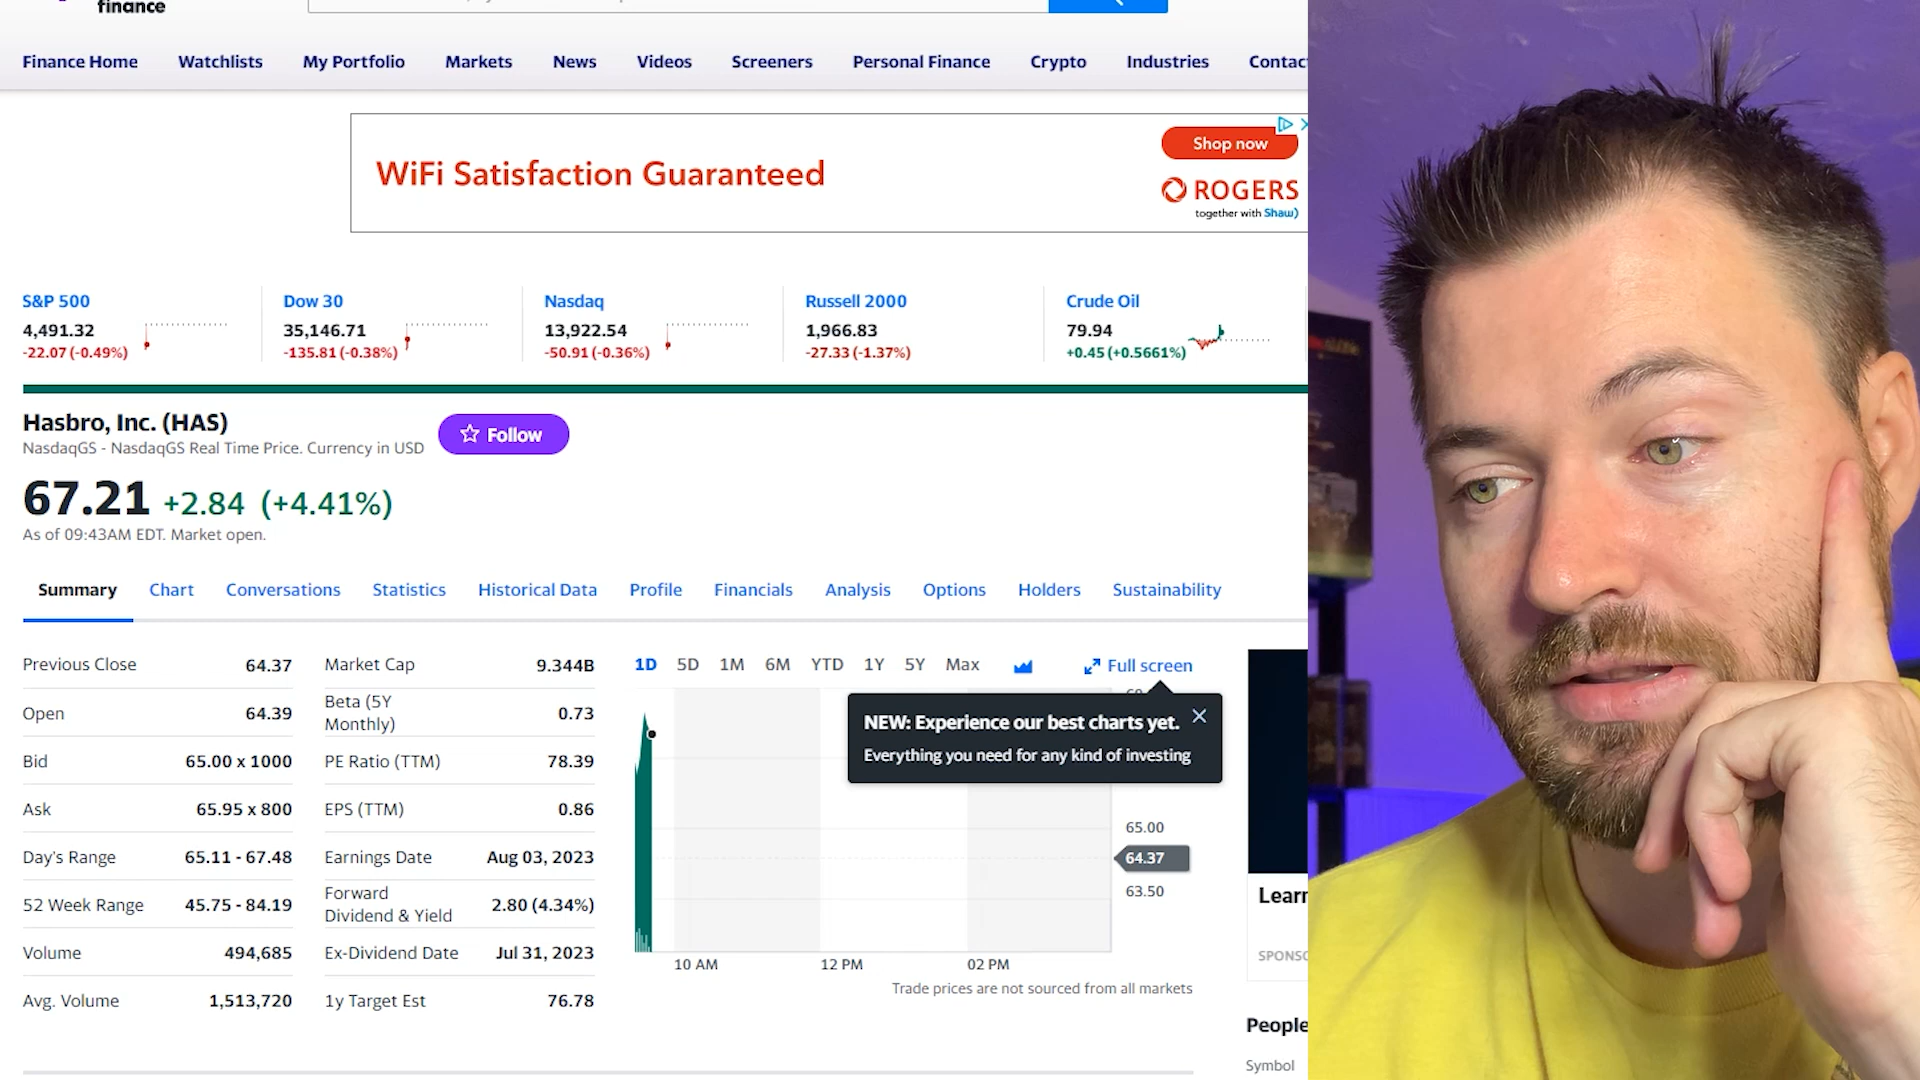 finance
Finance Home Watchlists My Portfolio Markets News Videos Screeners Personal Finance Crypto Industries Contac
WiFi Satisfaction Guaranteed
Shop now
ROGERS
together with Shaw)
S&P 500
4,491.32
-22.07 (-0.49%)
Dow 30
35,146.71
-135.81 (-0.38%)
Nasdaq
13,922.54
-50.91 (-0.36%)
Russell 2000
1,966.83
-27.33 (-1.37%)
Crude Oil
79.94
+0.45 (+0.5661%)
Hasbro, Inc. (HAS)
NasdaqGS - NasdaqGS Real Time Price. Currency in USD
Follow
67.21 +2.84 (+4.41%)
As of 09:43AM EDT. Market open.
Summary Chart Conversations Statistics Historical Data Profile Financials Analysis Options Holders Sustainability
Previous Close 64.37
Open 64.39
Bid 65.00 x 1000
Ask 65.95 x 800
Day's Range 65.11 - 67.48
52 Week Range 45.75 - 84.19
Volume 494,685
Avg. Volume 1,513,720
Market Cap 9.344B
Beta (5Y
Monthly) 0.73
PE Ratio (TTM) 78.39
EPS (TTM) 0.86
Earnings Date Aug 03, 2023
Forward
Dividend & Yield 2.80 (4.34%)
Ex-Dividend Date Jul 31, 2023
1y Target Est 76.78
1D 5D 1M 6M YTD 1Y 5Y Max
Full screen
NEW: Experience our best charts yet.
Everything you need for any kind of investing
65.00
64.37
63.50
10 AM 12 PM 02 PM
Trade prices are not sourced from all markets
Learn
SPONSO
People
Symbol